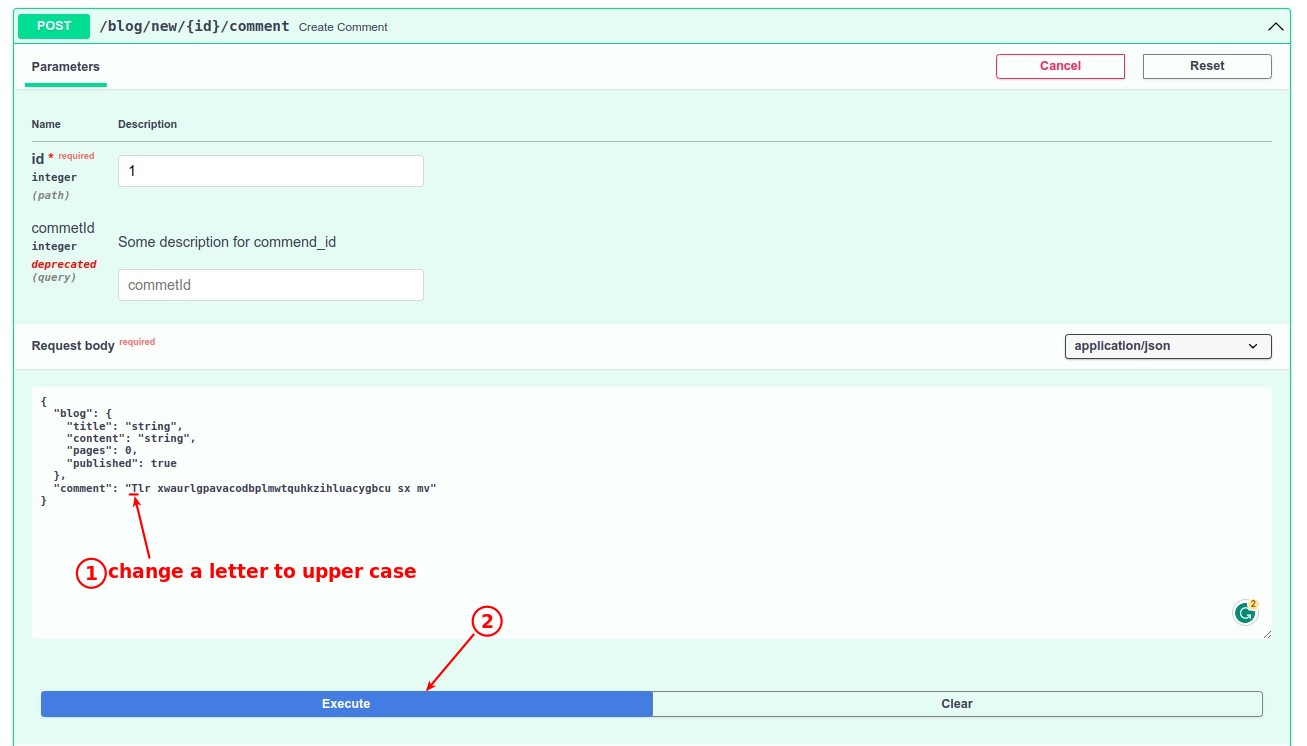 POST /blog/new/{id}/comment Create Comment
Parameters Cancel Reset
Name Description
id * required
integer
(path)
1
commetId
integer
deprecated
(query)
Some description for commend_id
commetId
Request body required application/json
{
"blog": {
"title": "string",
"content": "string",
"pages": 0,
"published": true
},
"comment": "Tlr xwaurlgpavacodbplmwtquhkzihluacygbcu sx mv"
}
1 change a letter to upper case
2
2
Execute Clear